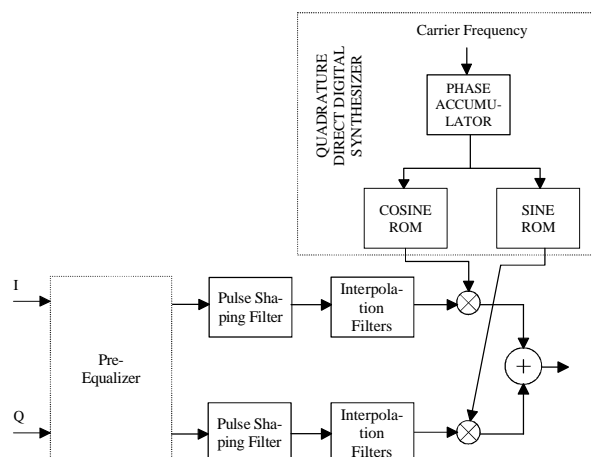 Carrier Frequency
QUADRATURE
DIRECT DIGITAL
SYNTHESIZER
PHASE
ACCUMU-
LATOR
COSINE
ROM
SINE
ROM
I
Pulse Sha-
ping Filter
Interpola-
tion
Filters
Pre-
Equalizer
Q
Pulse Sha-
ping Filter
Interpola-
tion
Filters